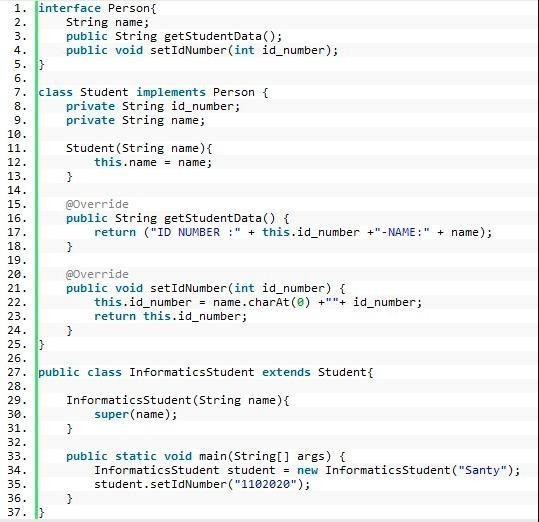 1. interface Person{
2.     String name;
3.     public String getStudentData();
4.     public void setIdNumber(int id_number);
5. }
6.
7. class Student implements Person {
8.     private String id_number;
9.     private String name;
10.
11.     Student(String name){
12.         this.name = name;
13.     }
14.
15.     @Override
16.     public String getStudentData() {
17.         return ("ID NUMBER :" + this.id_number +"-NAME:" + name);
18.     }
19.
20.     @Override
21.     public void setIdNumber(int id_number) {
22.         this.id_number = name.charAt(0) +""+ id_number;
23.         return this.id_number;
24.     }
25. }
26.
27. public class InformaticsStudent extends Student{
28.
29.     InformaticsStudent(String name){
30.         super(name);
31.     }
32.
33.     public static void main(String[] args) {
34.         InformaticsStudent student = new InformaticsStudent("Santy");
35.         student.setIdNumber("1102020");
36.     }
37. }